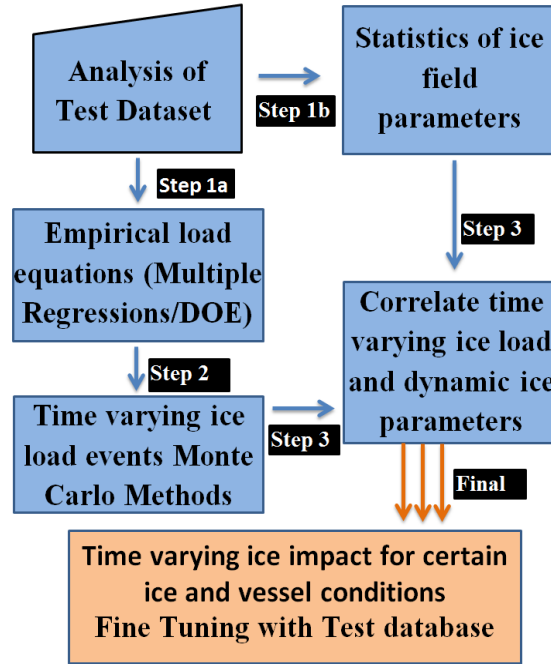 Analysis of
Test Dataset
Step 1b
Statistics of ice
field
parameters
Step 1a
Step 3
Empirical load
equations (Multiple
Regressions/DOE)
Step 2
Time varying ice
load events Monte
Carlo Methods
Step 3
Correlate time
varying ice load
and dynamic ice
parameters
Final
Time varying ice impact for certain
ice and vessel conditions
Fine Tuning with Test database